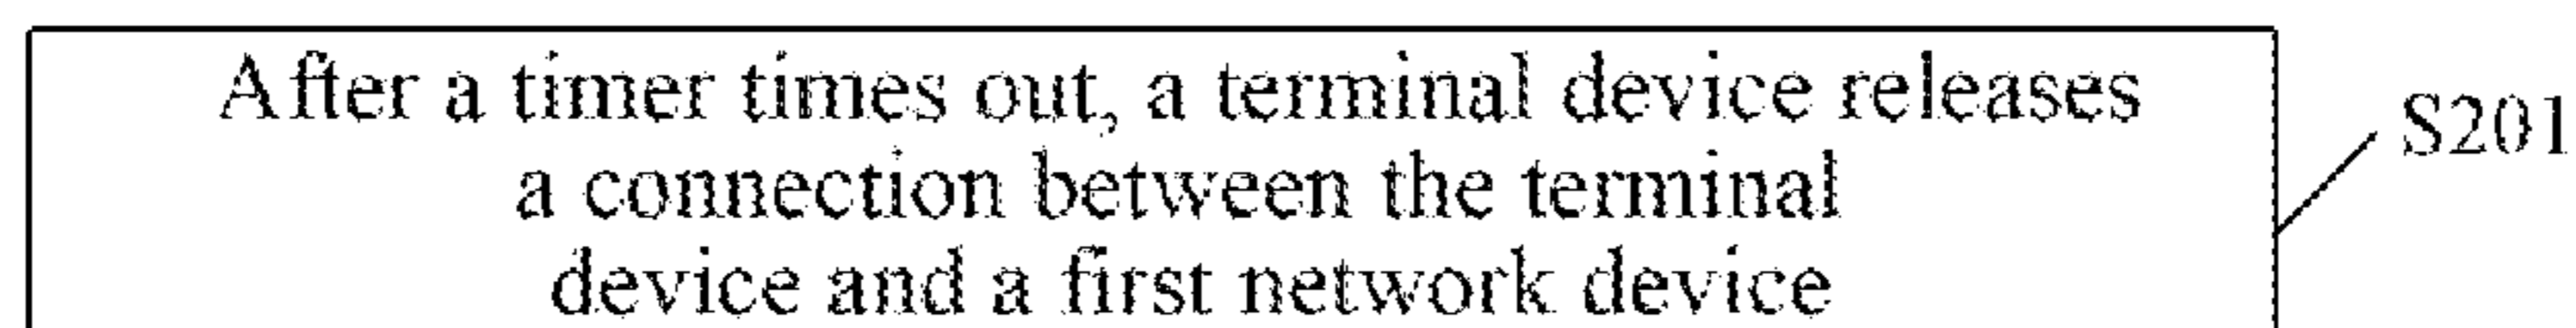 After a timer times out, a terminal device releases
a connection between the terminal
device and a first network device
S201